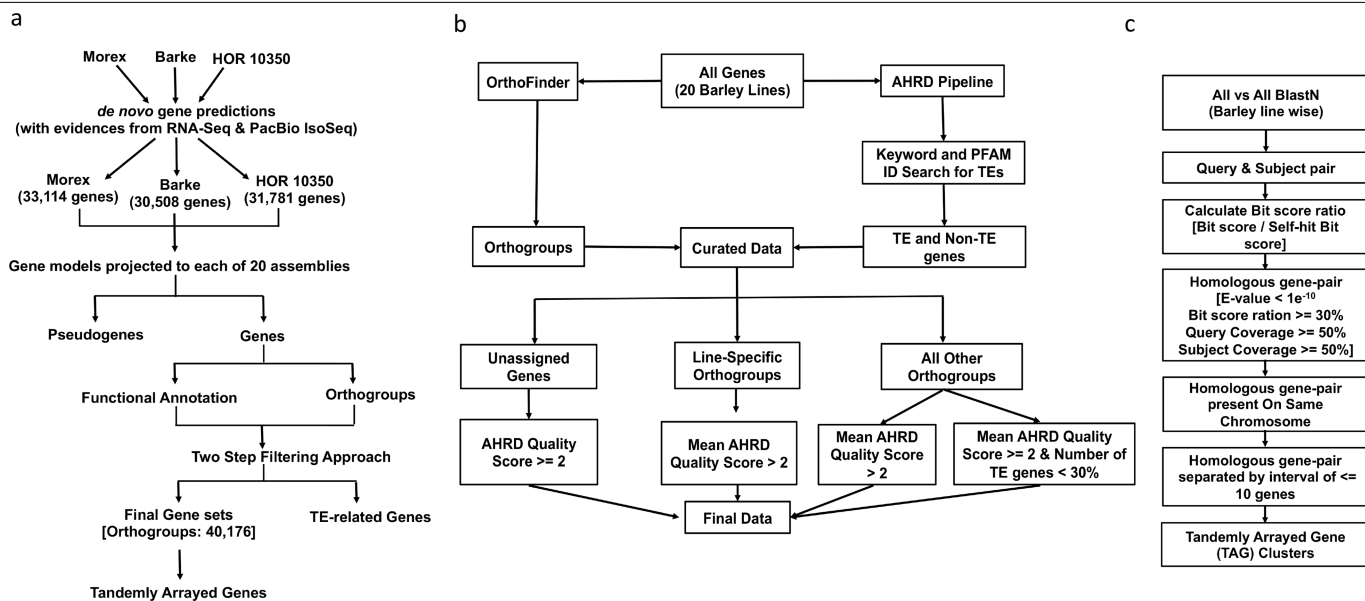 a
Morex
Barke
HOR 10350
de novo gene predictions
(with evidences from RNA-Seq & PacBio IsoSeq)
Morex
(33,114 genes)
Barke
(30,508 genes)
HOR 10350
(31,781 genes)
Gene models projected to each of 20 assemblies
Pseudogenes
Genes
Functional Annotation
Orthogroups
Two Step Filtering Approach
Final Gene sets
[Orthogroups: 40,176]
TE-related Genes
Tandemly Arrayed Genes
b
OrthoFinder
All Genes
(20 Barley Lines)
AHRD Pipeline
Keyword and PFAM
ID Search for TEs
Orthogroups
Curated Data
TE and Non-TE
genes
Unassigned
Genes
Line-Specific
Orthogroups
All Other
Orthogroups
AHRD Quality
Score >= 2
Mean AHRD
Quality Score > 2
Mean AHRD
Quality Score
> 2
Mean AHRD Quality
Score >= 2 & Number of
TE genes < 30%
Final Data
c
All vs All BlastN
(Barley line wise)
Query & Subject pair
Calculate Bit score ratio
[Bit score / Self-hit Bit
score]
Homologous gene-pair
[E-value < 1e⁻¹⁰
Bit score ration >= 30%
Query Coverage >= 50%
Subject Coverage >= 50%]
Homologous gene-pair
present On Same
Chromosome
Homologous gene-pair
separated by interval of <=
10 genes
Tandemly Arrayed Gene
(TAG) Clusters